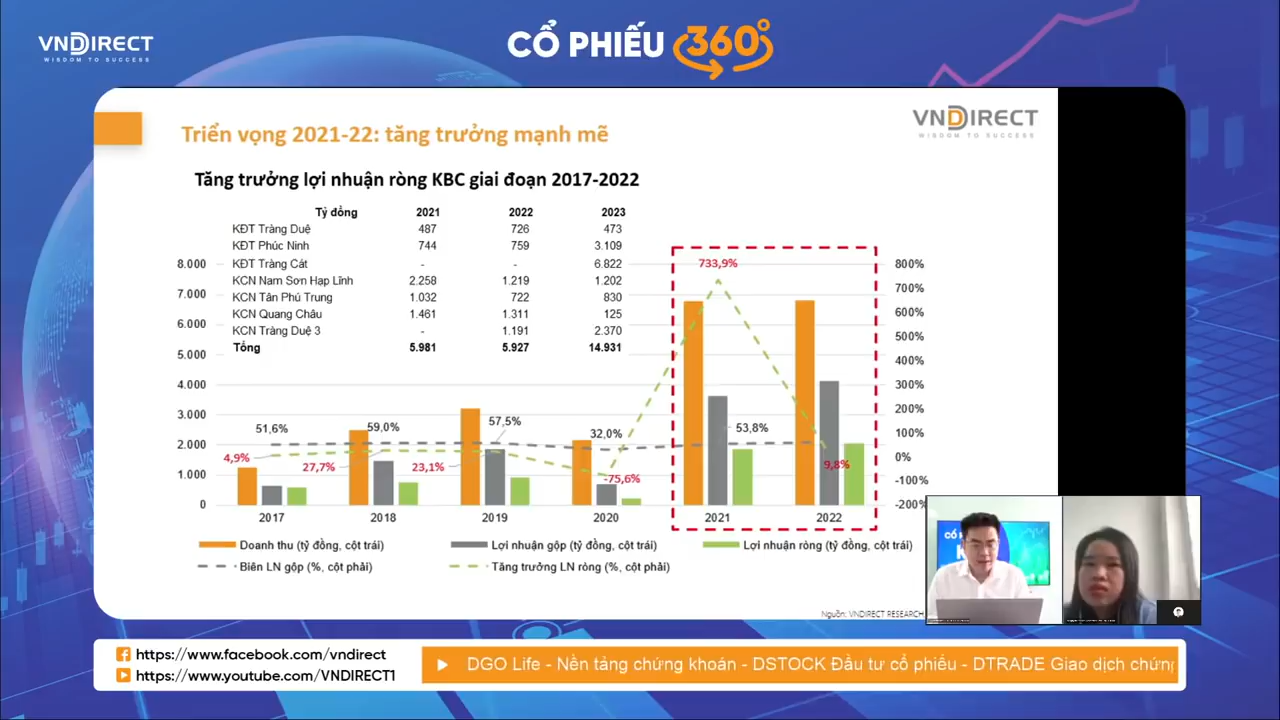 VNDIRECT
WISDOM TO SUCCESS
CỔ PHIẾU 360°
VNDIRECT
WISDOM TO SUCCESS
Triển vọng 2021-22: tăng trưởng mạnh mẽ
Tăng trưởng lợi nhuận ròng KBC giai đoạn 2017-2022
Tỷ đồng 2021 2022 2023
KĐT Tràng Duệ 487 726 473
KĐT Phúc Ninh 744 759 3.109
KĐT Tràng Cát - - 6.822
KCN Nam Sơn Hạp Lĩnh 2.258 1.219 1.202
KCN Tân Phú Trung 1.032 722 830
KCN Quang Châu 1.461 1.311 125
KCN Tràng Duệ 3 - 1.191 2.370
Tổng 5.981 5.927 14.931
8.000
7.000
6.000
5.000
4.000
3.000
2.000
1.000
0
51,6%
59,0%
57,5%
32,0%
53,8%
4,9%
27,7%
23,1%
-75,6%
733,9%
9,8%
800%
700%
600%
500%
400%
300%
200%
100%
0%
-100%
-200%
2017 2018 2019 2020 2021 2022
Doanh thu (tỷ đồng, cột trái) Lợi nhuận gộp (tỷ đồng, cột trái) Lợi nhuận ròng (tỷ đồng, cột trái)
Biên LN gộp (%, cột phải) Tăng trưởng LN ròng (%, cột phải)
Nguồn: VNDIRECT RESEARCH
https://www.facebook.com/vndirect
https://www.youtube.com/VNDIRECT1
DGO Life - Nền tảng chứng khoán - DSTOCK Đầu tư cổ phiếu - DTRADE Giao dịch chứng